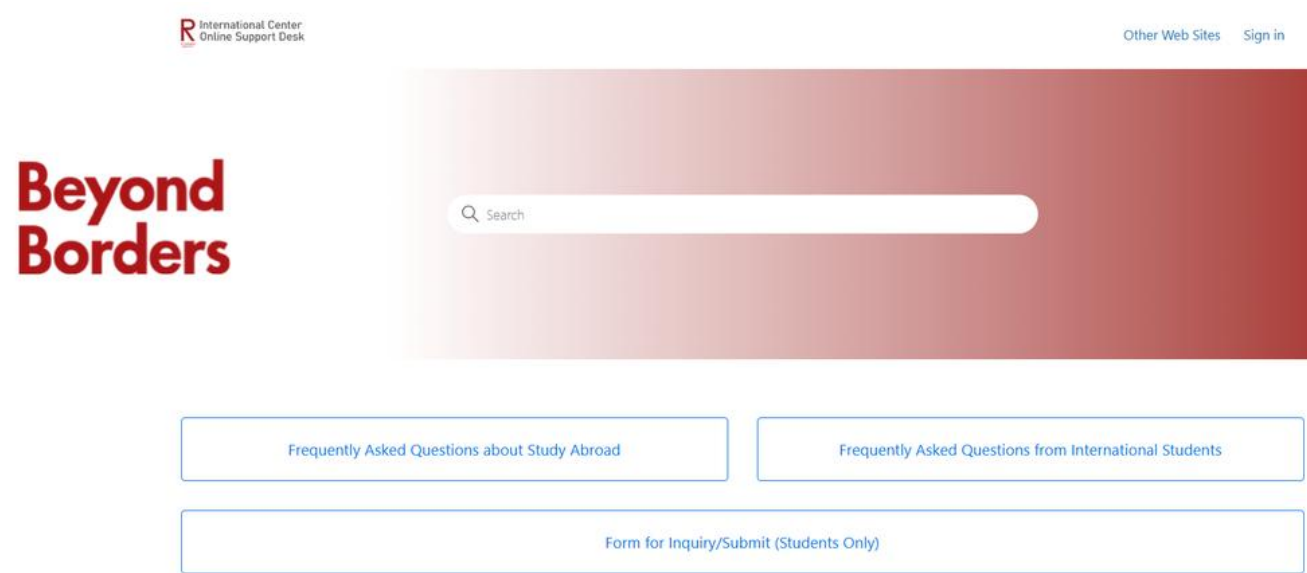 International Center
Online Support Desk
Other Web Sites Sign in
Beyond
Borders
Search
Frequently Asked Questions about Study Abroad
Frequently Asked Questions from International Students
Form for Inquiry/Submit (Students Only)